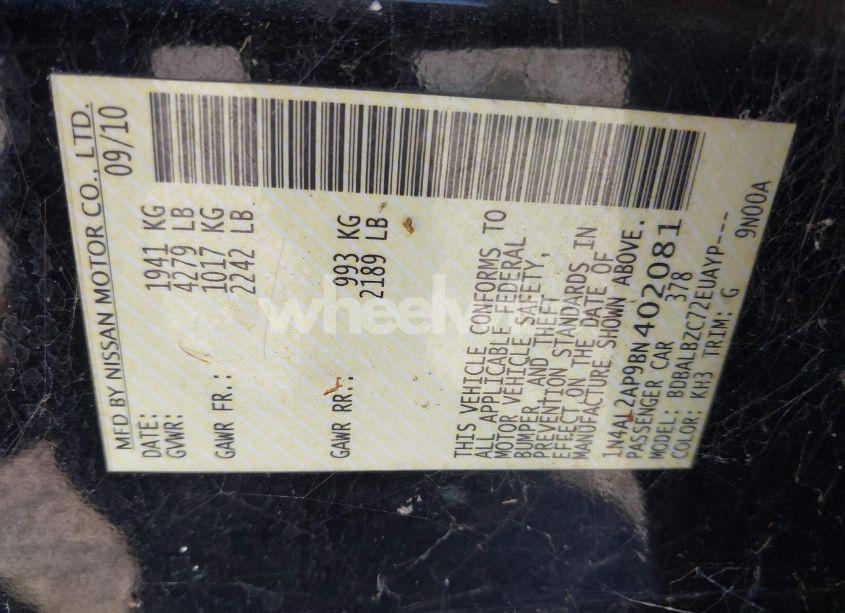 MFD BY NISSAN MOTOR CO., LTD.
DATE: 09/10
GVWR: 1941 KG
4279 LB
GAWR FR.: 1017 KG
2242 LB
GAWR RR.: 993 KG
2189 LB
THIS VEHICLE CONFORMS TO
ALL APPLICABLE FEDERAL
MOTOR VEHICLE SAFETY,
BUMPER, AND THEFT
PREVENTION STANDARDS IN
EFFECT ON THE DATE OF
MANUFACTURE SHOWN ABOVE.
1N4AL2AP9BN402081
PASSENGER CAR 378
MODEL: BDBALBZC72EUAYP---
COLOR: KH3 TRIM: G
9N00A